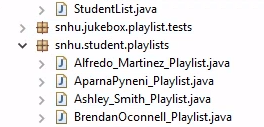 StudentList.java
snhu.jukebox.playlist.tests
snhu.student.playlists
Alfredo_Martinez_Playlist.java
AparnaPyneni_Playlist.java
Ashley_Smith_Playlist.java
BrendanOconnell_Playlist.java